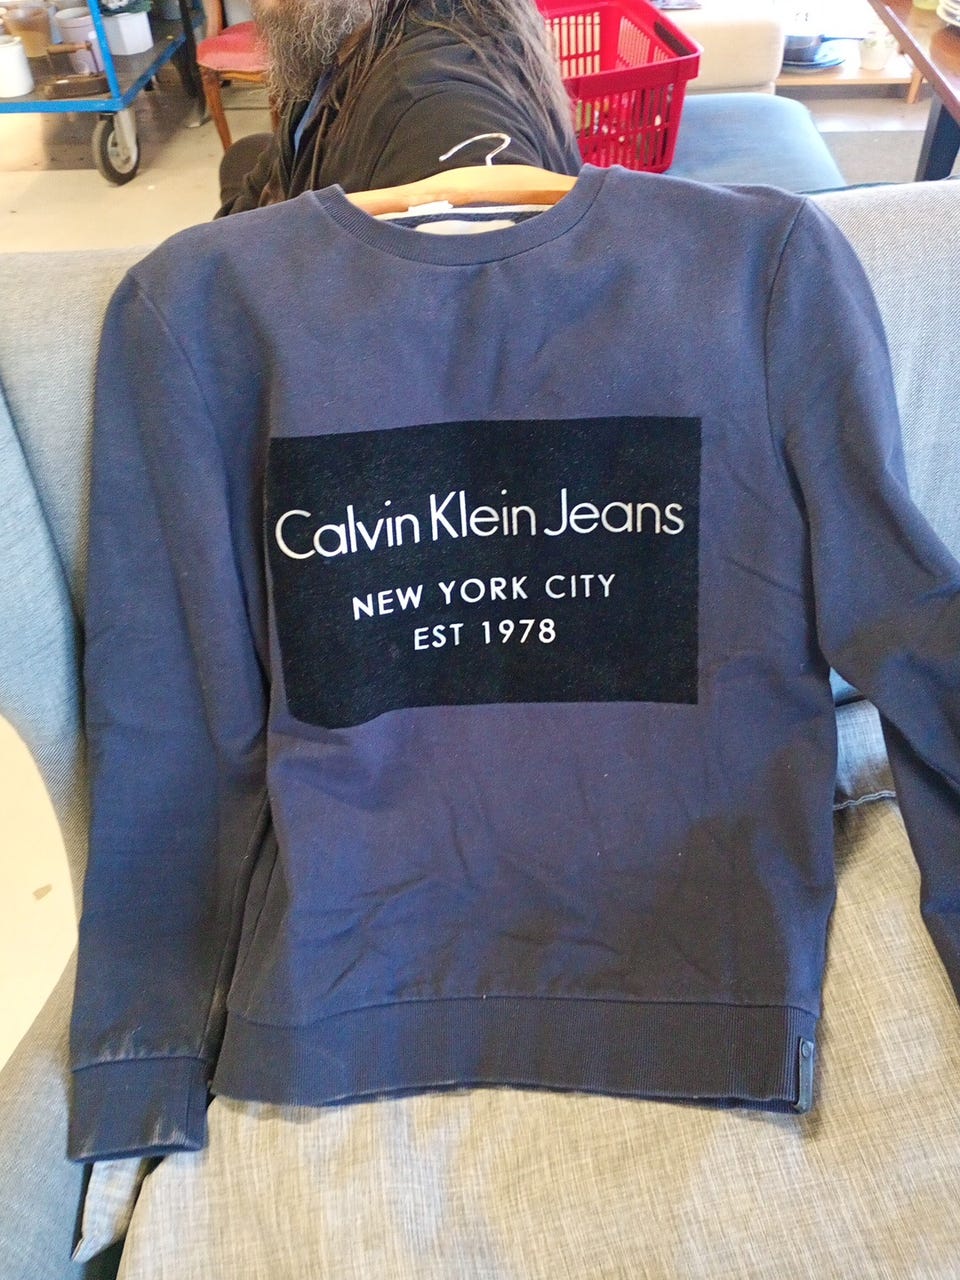 Calvin Klein Jeans
NEW YORK CITY
EST 1978